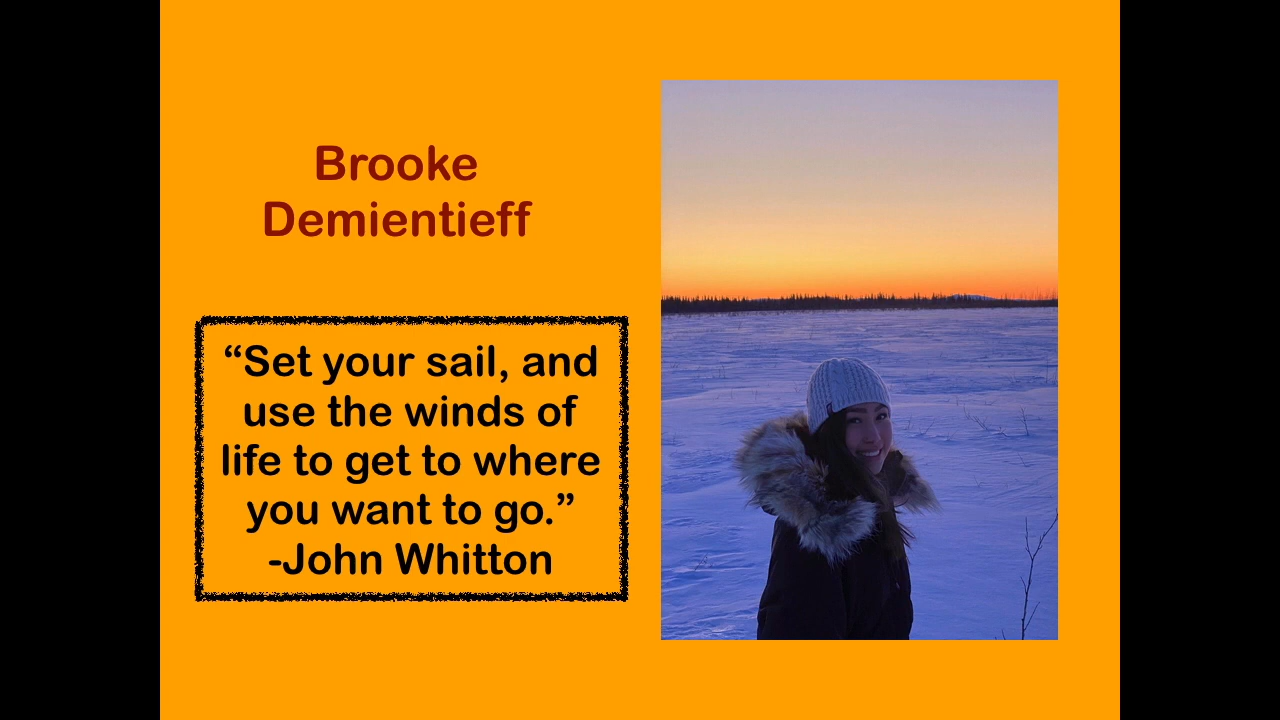 Brooke
Demientieff
“Set your sail, and
use the winds of
life to get to where
you want to go.”
-John Whitton